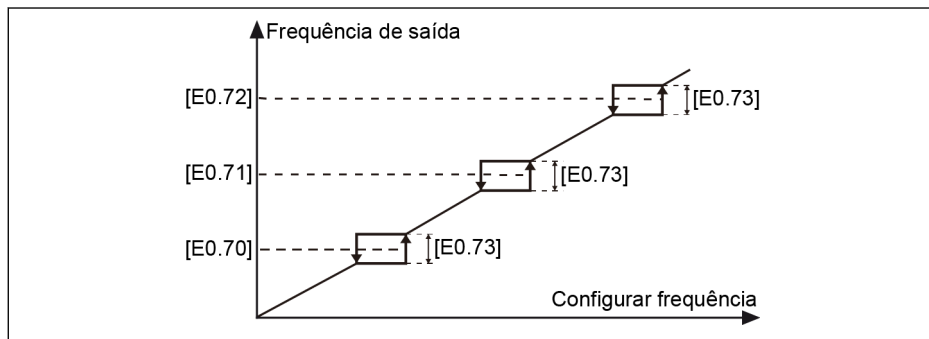 Frequência de saída
[E0.72]
[E0.73]
[E0.71]
[E0.73]
[E0.70]
[E0.73]
Configurar frequência